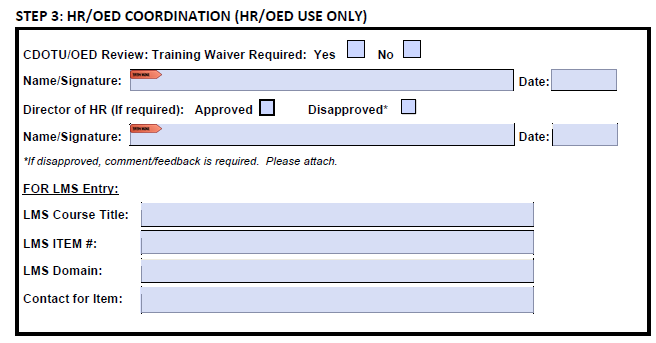 STEP 3: HR/OED COORDINATION (HR/OED USE ONLY)
CDOTU/OED Review: Training Waiver Required: Yes No
Name/Signature: Date:
Director of HR (If required): Approved Disapproved*
Name/Signature: Date:
*If disapproved, comment/feedback is required. Please attach.
FOR LMS Entry:
LMS Course Title:
LMS ITEM #:
LMS Domain:
Contact for Item: